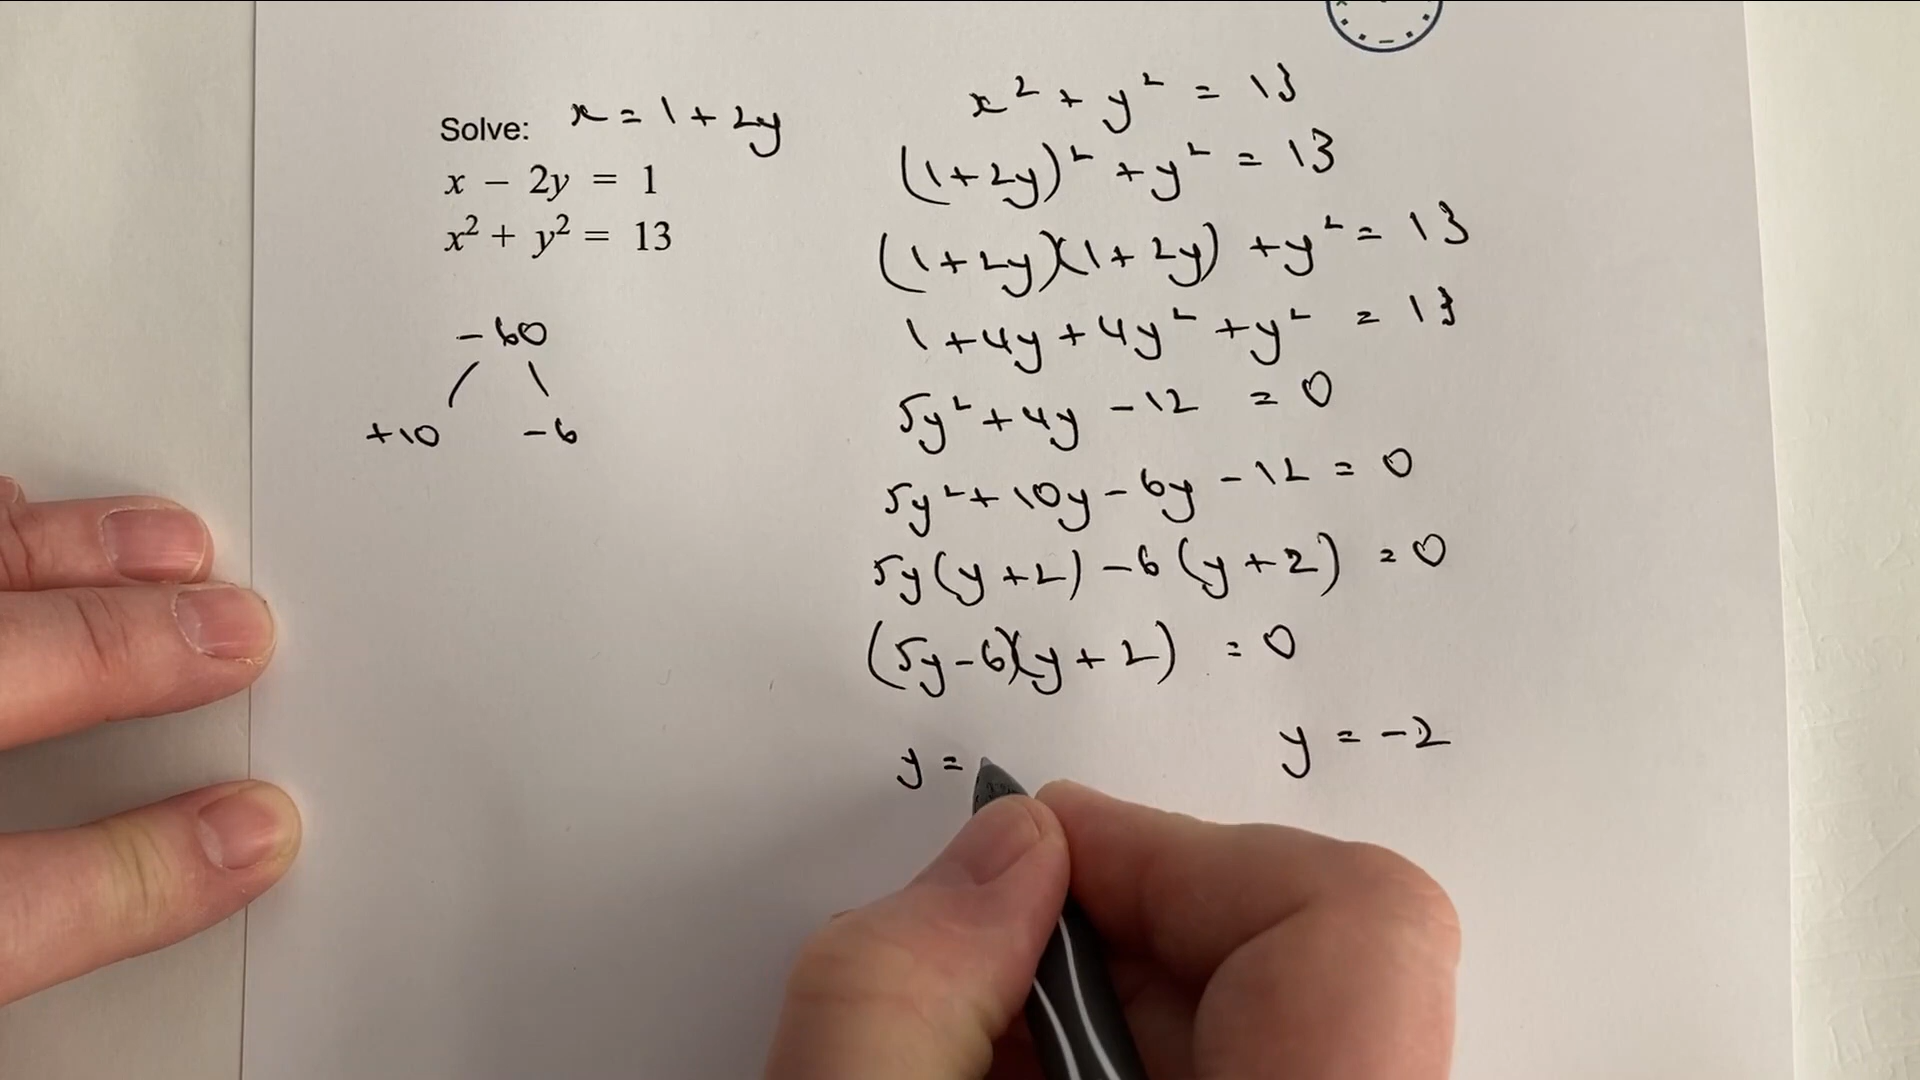 Solve: x = 1 + 2y
x − 2y = 1
x² + y² = 13
−60
+10 −6
x² + y² = 13
(1+2y)² + y² = 13
(1+2y)(1+2y) + y² = 13
1 + 4y + 4y² + y² = 13
5y² + 4y − 12 = 0
5y² + 10y − 6y − 12 = 0
5y(y+2) − 6(y+2) = 0
(5y−6)(y+2) = 0
y = y = −2